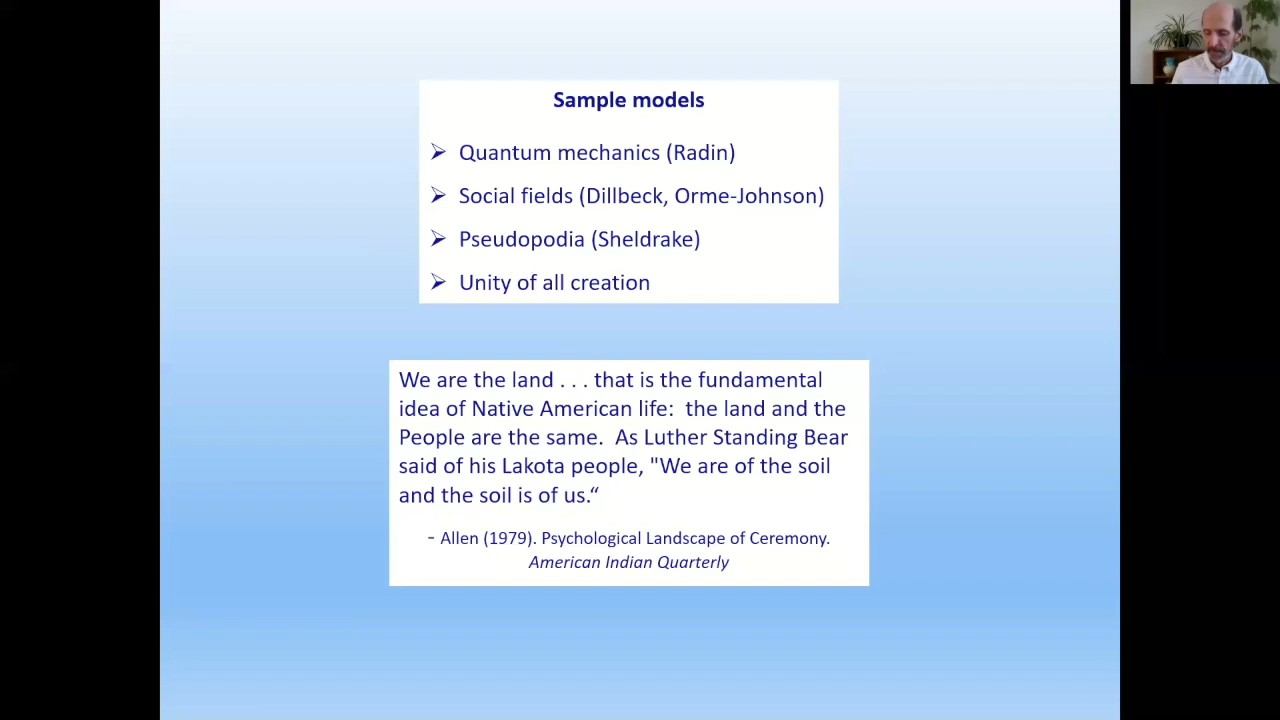 Sample models
➢ Quantum mechanics (Radin)
➢ Social fields (Dillbeck, Orme-Johnson)
➢ Pseudopodia (Sheldrake)
➢ Unity of all creation
We are the land . . . that is the fundamental
idea of Native American life:  the land and the
People are the same.  As Luther Standing Bear
said of his Lakota people, "We are of the soil
and the soil is of us.“
- Allen (1979). Psychological Landscape of Ceremony.
American Indian Quarterly